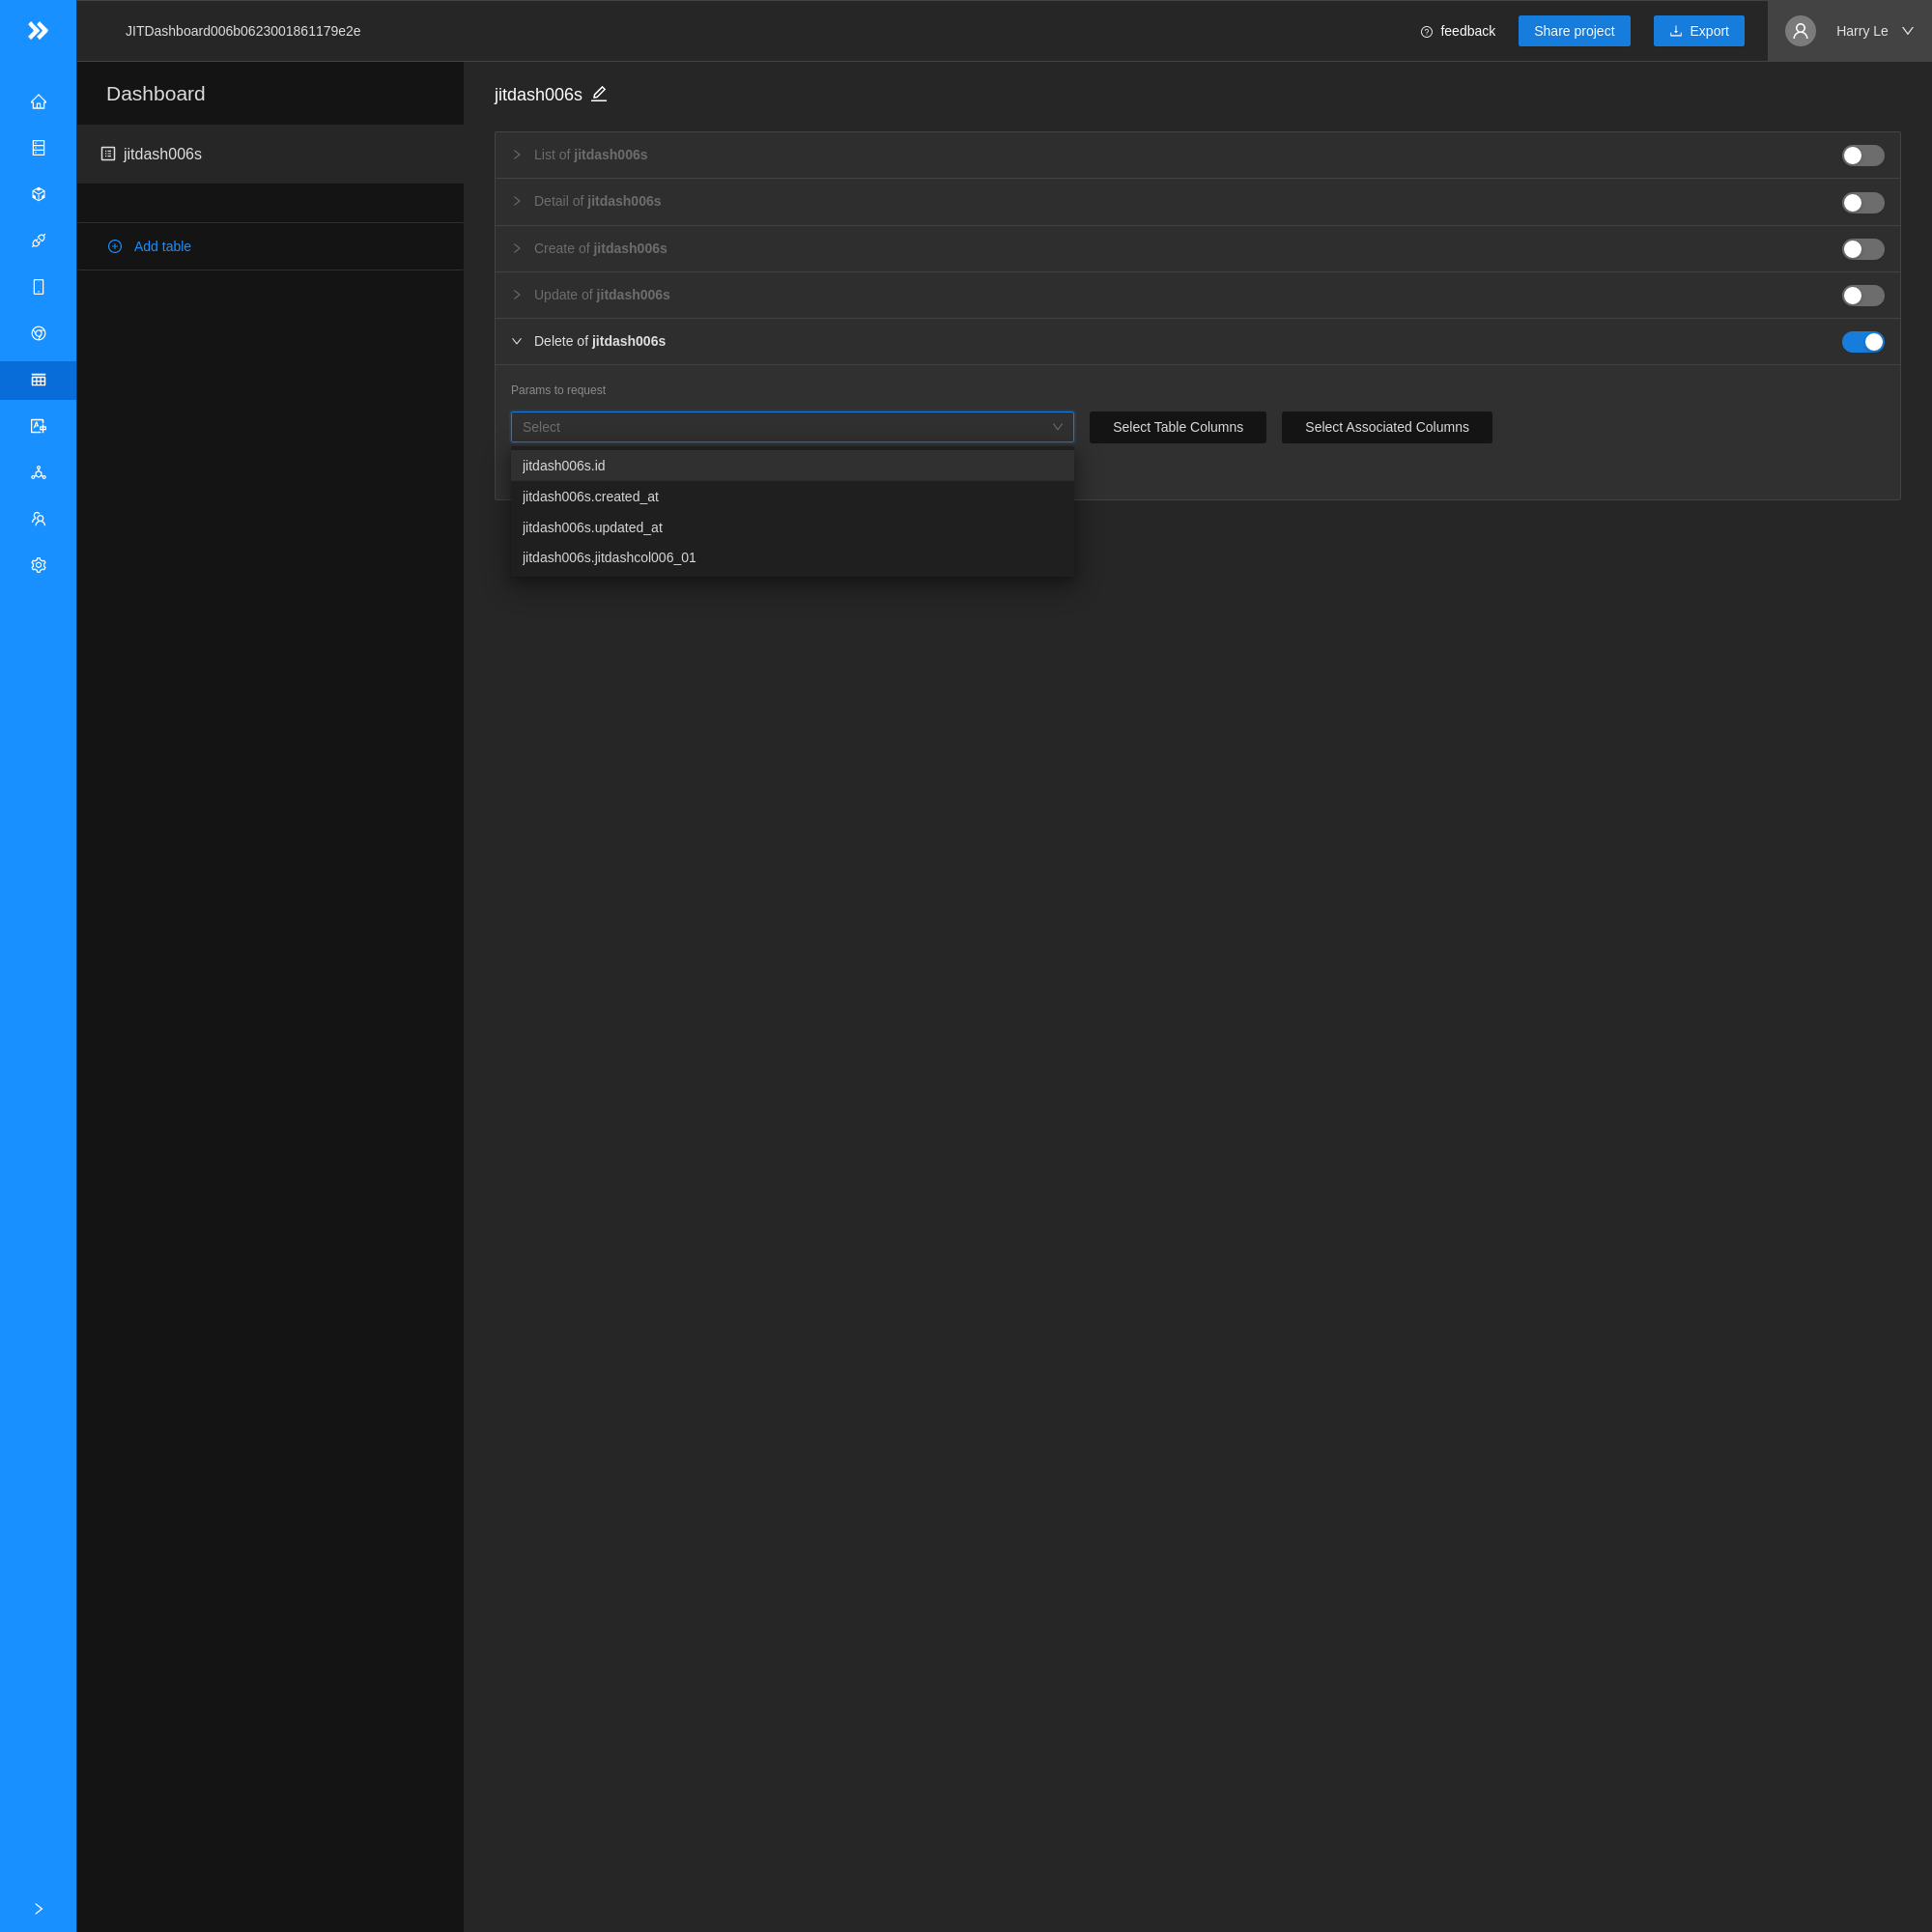 JITDashboard006b0623001861179e2e
feedback
Share project
Export
Harry Le
Dashboard
jitdash006s
Add table
jitdash006s
List of jitdash006s
Detail of jitdash006s
Create of jitdash006s
Update of jitdash006s
Delete of jitdash006s
Params to request
Select
Select Table Columns
Select Associated Columns
jitdash006s.id
jitdash006s.created_at
jitdash006s.updated_at
jitdash006s.jitdashcol006_01